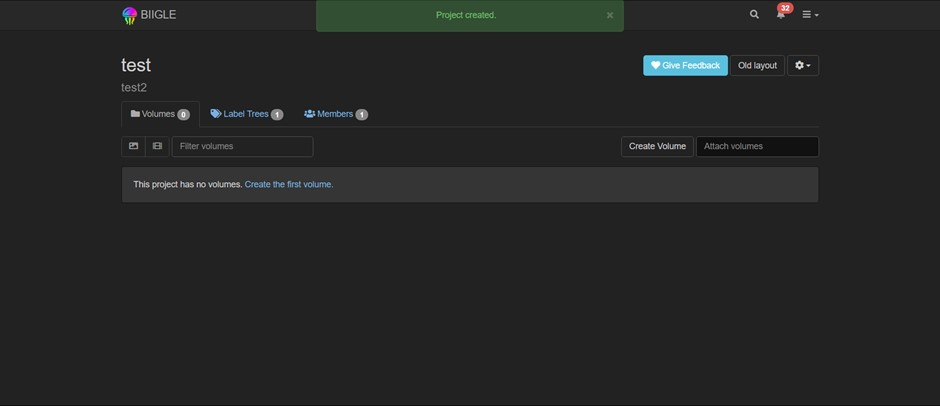 BIIGLE
Project created.
×
32
test
Give Feedback
Old layout
test2
Volumes 0
Label Trees 1
Members 1
Filter volumes
Create Volume
Attach volumes
This project has no volumes. Create the first volume.